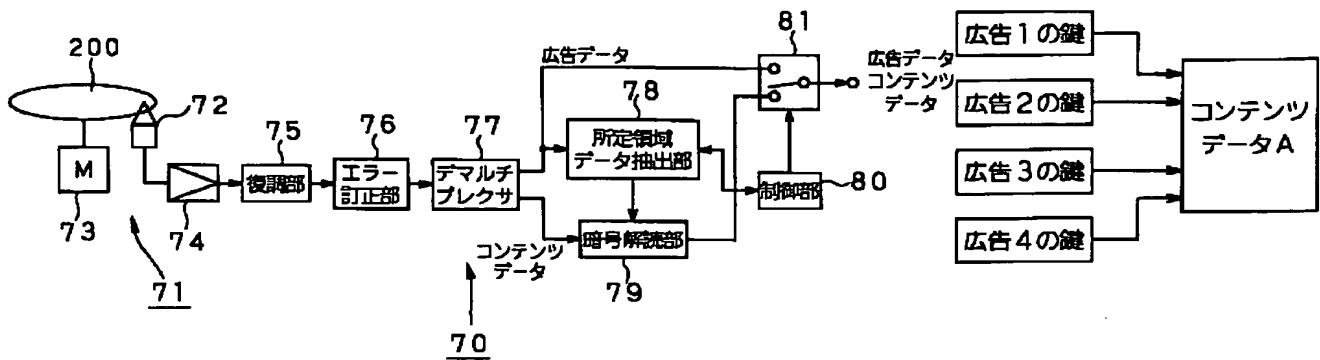 200
72
M
73
71
74
75
復調部
76
エラー
訂正部
77
デマルチ
プレクサ
広告データ
コンテンツ
データ
70
78
所定領域
データ抽出部
暗号解読部
79
81
制御部
80
広告データ
コンテンツ
データ
広告1の鍵
広告2の鍵
広告3の鍵
広告4の鍵
コンテンツ
データA